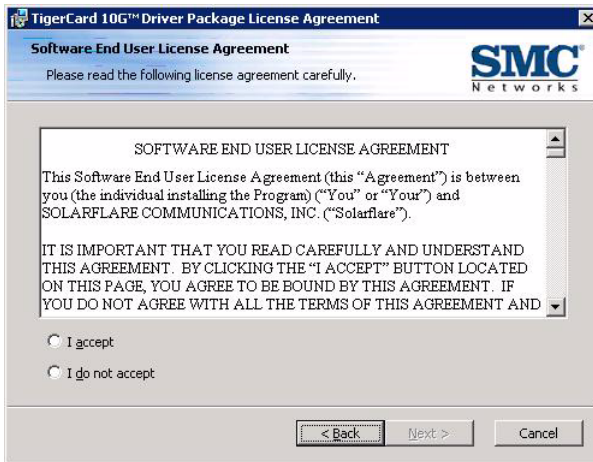 TigerCard 10G™ Driver Package License Agreement
Software End User License Agreement
Please read the following license agreement carefully.
SMC®
Networks
SOFTWARE END USER LICENSE AGREEMENT
This Software End User License Agreement (this “Agreement”) is between
you (the individual installing the Program) (“You” or “Your”) and
SOLARFLARE COMMUNICATIONS, INC. (“Solarflare”).
IT IS IMPORTANT THAT YOU READ CAREFULLY AND UNDERSTAND
THIS AGREEMENT. BY CLICKING THE “I ACCEPT” BUTTON LOCATED
ON THIS PAGE, YOU AGREE TO BE BOUND BY THIS AGREEMENT. IF
YOU DO NOT AGREE WITH ALL THE TERMS OF THIS AGREEMENT AND
I accept
I do not accept
< Back
Next >
Cancel